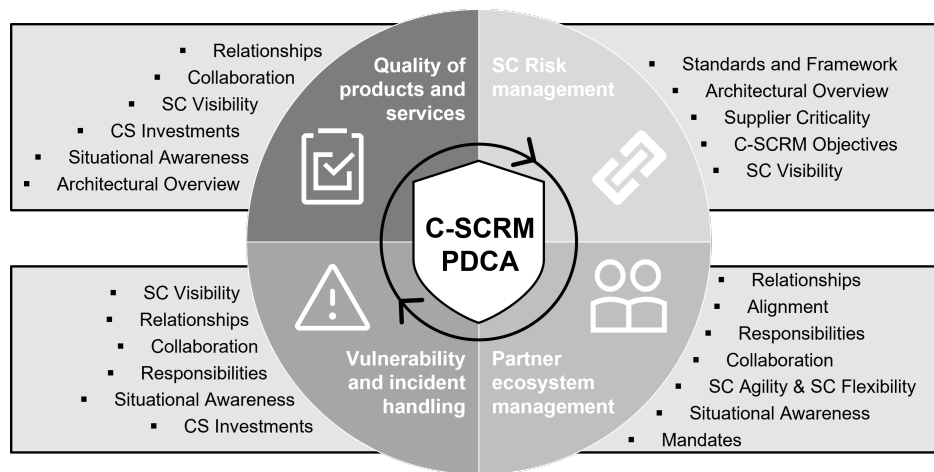 Relationships
Collaboration
SC Visibility
CS Investments
Situational Awareness
Architectural Overview
Quality of
products and
services
SC Risk
management
Standards and Framework
Architectural Overview
Supplier Criticality
C-SCRM Objectives
SC Visibility
C-SCRM
PDCA
SC Visibility
Relationships
Collaboration
Responsibilities
Situational Awareness
CS Investments
Vulnerability
and incident
handling
Partner
ecosystem
management
Relationships
Alignment
Responsibilities
Collaboration
SC Agility & SC Flexibility
Situational Awareness
Mandates